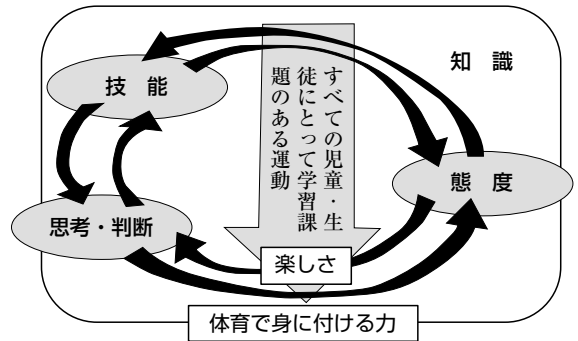 知 識
技 能
すべての児童・生
徒にとって学習課
題のある運動
態 度
思考・判断
楽しさ
体育で身に付ける力